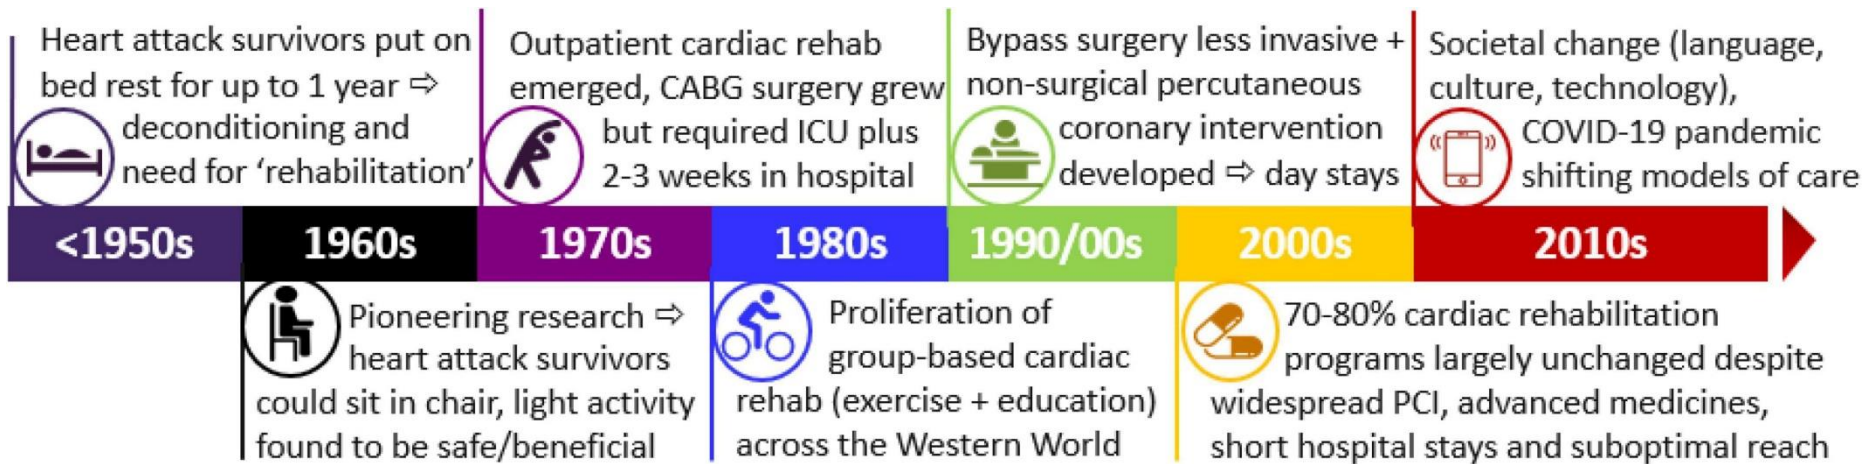 Heart attack survivors put on
bed rest for up to 1 year ⇨
deconditioning and
need for ‘rehabilitation’
Outpatient cardiac rehab
emerged, CABG surgery grew
but required ICU plus
2-3 weeks in hospital
Bypass surgery less invasive +
non-surgical percutaneous
coronary intervention
developed ⇨ day stays
Societal change (language,
culture, technology),
COVID-19 pandemic
shifting models of care
<1950s
1960s
1970s
1980s
1990/00s
2000s
2010s
Pioneering research ⇨
heart attack survivors
could sit in chair, light activity
found to be safe/beneficial
Proliferation of
group-based cardiac
rehab (exercise + education)
across the Western World
70-80% cardiac rehabilitation
programs largely unchanged despite
widespread PCI, advanced medicines,
short hospital stays and suboptimal reach